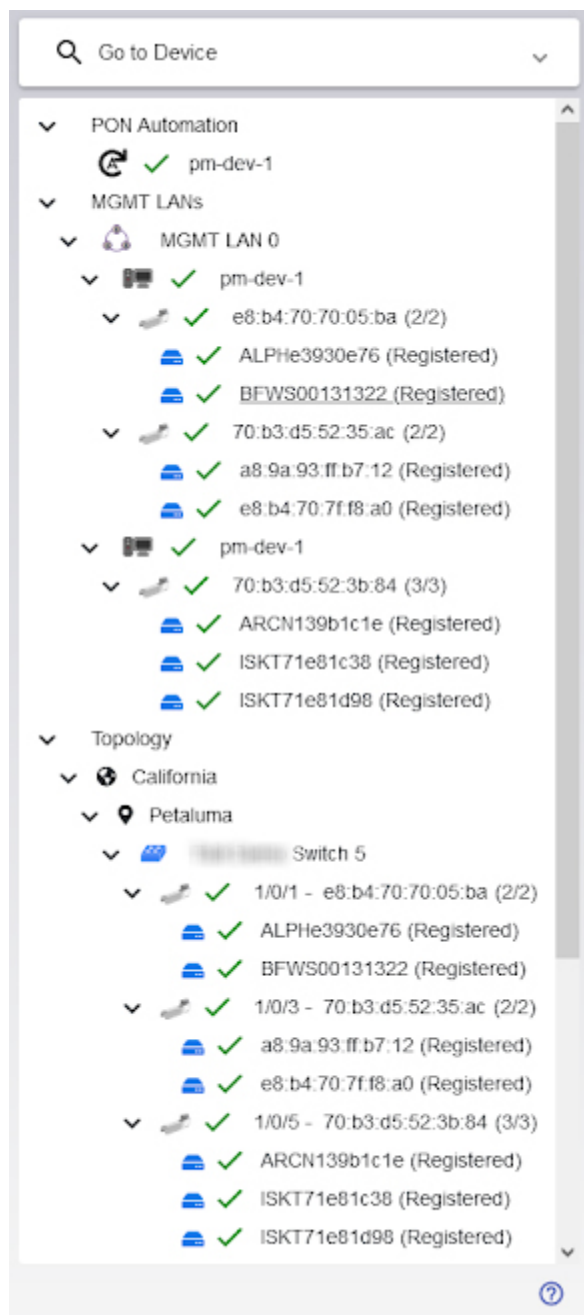 Go to Device
PON Automation
pm-dev-1
MGMT LANs
MGMT LAN 0
pm-dev-1
e8:b4:70:70:05:ba (2/2)
ALPHe3930e76 (Registered)
BFWS00131322 (Registered)
70:b3:d5:52:35:ac (2/2)
a8:9a:93:ff:b7:12 (Registered)
e8:b4:70:7f:f8:a0 (Registered)
pm-dev-1
70:b3:d5:52:3b:84 (3/3)
ARCN139b1c1e (Registered)
ISKT71e81c38 (Registered)
ISKT71e81d98 (Registered)
Topology
California
Petaluma
Switch 5
1/0/1 - e8:b4:70:70:05:ba (2/2)
ALPHe3930e76 (Registered)
BFWS00131322 (Registered)
1/0/3 - 70:b3:d5:52:35:ac (2/2)
a8:9a:93:ff:b7:12 (Registered)
e8:b4:70:7f:f8:a0 (Registered)
1/0/5 - 70:b3:d5:52:3b:84 (3/3)
ARCN139b1c1e (Registered)
ISKT71e81c38 (Registered)
ISKT71e81d98 (Registered)